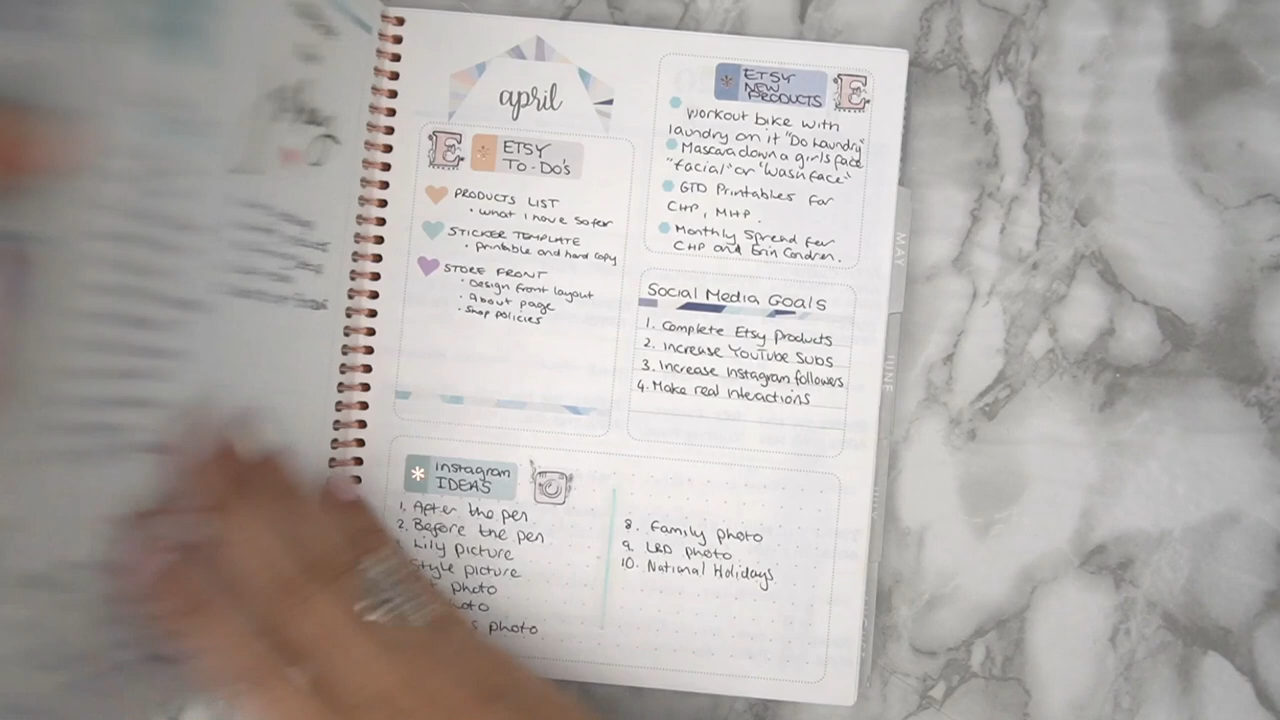 april
E
ETSY
TO-DO's
PRODUCTS LIST
• what I have so far
STICKER TEMPLATE
• printable and hard copy
STORE FRONT
• Design front layout
• About page
• Shop policies
ETSY
NEW
PRODUCTS
E
workout bike with
laundry on it "Do Laundry"
Mascara down a girls face
"facial" or "Wash face"
GTD Printables for
CHP, MHP.
Monthly Spread for
CHP and Erin Condren.
Social Media Goals
1. Complete Etsy Products
2. Increase YouTube Subs
3. Increase Instagram followers
4. Make real interactions
Instagram
IDEAS
1. After the pen
2. Before the pen
Lily picture
Style picture
photo
photo
photo
8. Family photo
9. LRD photo
10. National Holidays
MAY
JUNE
JULY